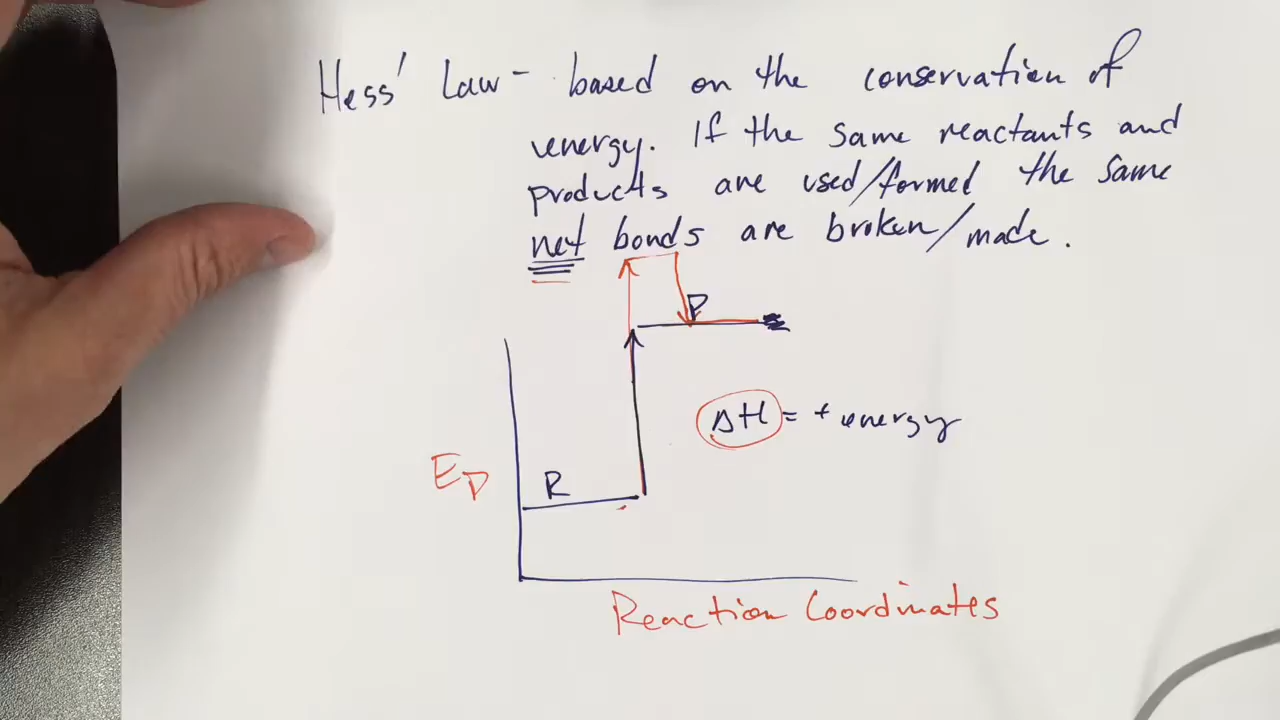 Hess' Law - based on the conservation of
energy. If the same reactants and
products are used/formed the same
net bonds are broken/made.
P
ΔH = + energy
Ep
R
Reaction Coordinates